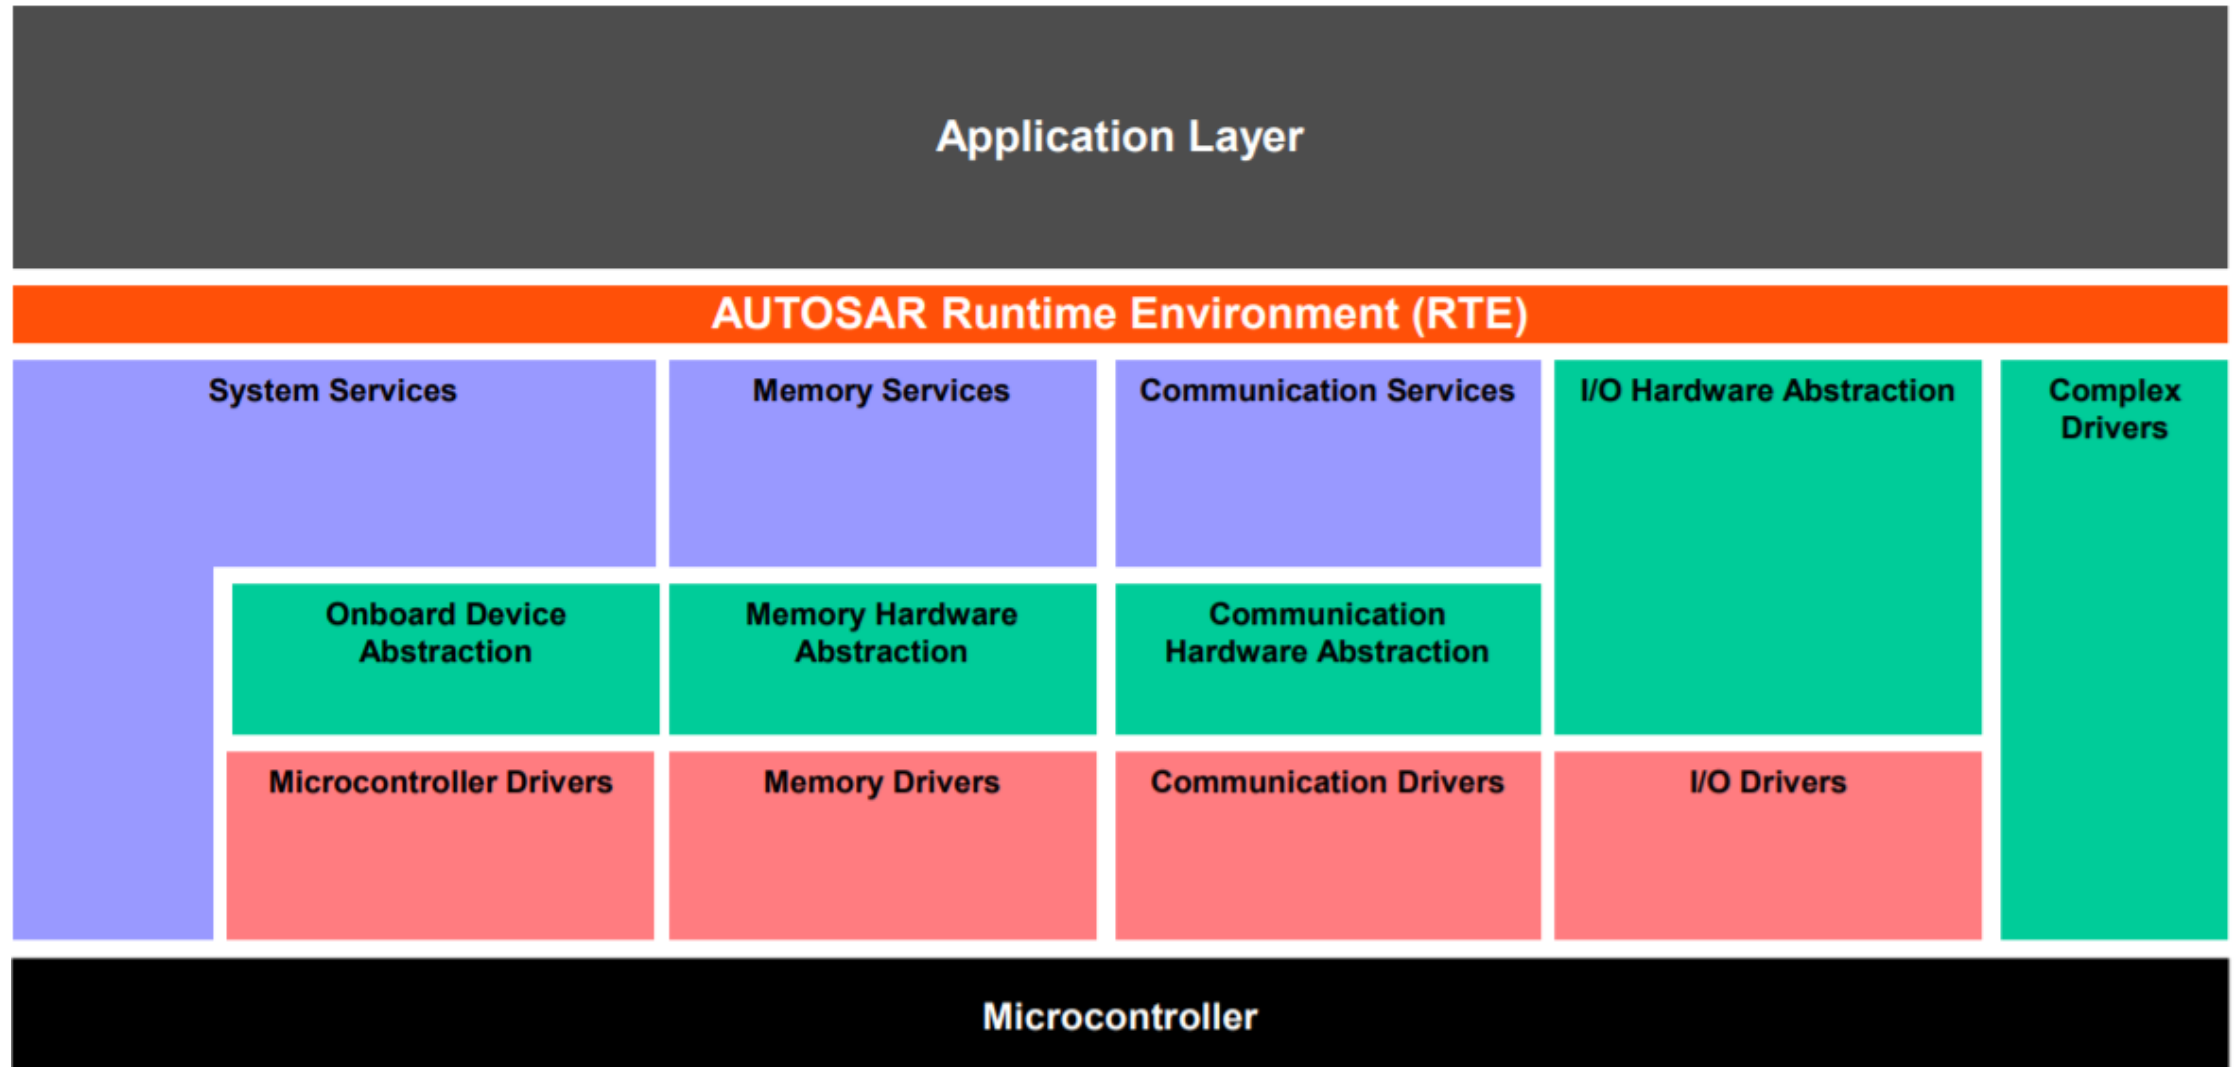 Application Layer
AUTOSAR Runtime Environment (RTE)
System Services
Memory Services
Communication Services
I/O Hardware Abstraction
Complex
Drivers
Onboard Device
Abstraction
Memory Hardware
Abstraction
Communication
Hardware Abstraction
Microcontroller Drivers
Memory Drivers
Communication Drivers
I/O Drivers
Microcontroller